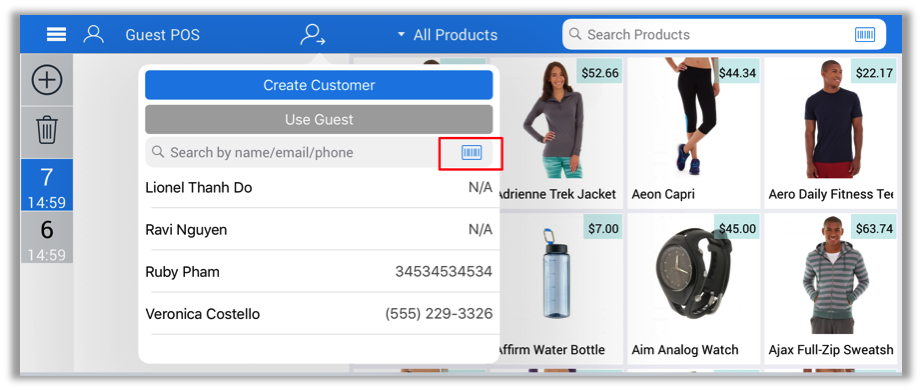 Guest POS
All Products
Search Products
Create Customer
Use Guest
Search by name/email/phone
7
14:59
6
14:59
Lionel Thanh Do N/A
Ravi Nguyen N/A
Ruby Pham 34534534534
Veronica Costello (555) 229-3326
$52.66 $44.34 $22.17
Adrienne Trek Jacket Aeon Capri Aero Daily Fitness Tee
$7.00 $45.00 $63.74
Affirm Water Bottle Aim Analog Watch Ajax Full-Zip Sweatsh